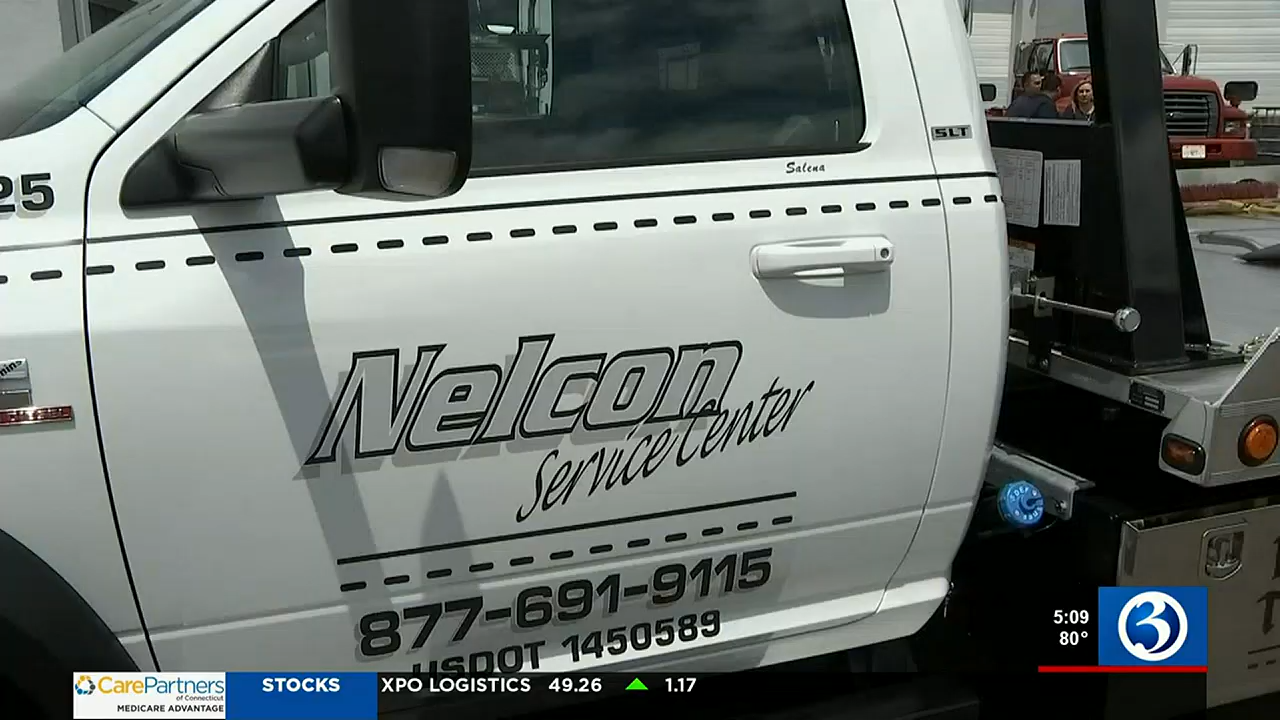 25
SLT
Salena
Nelcon
Service Center
877-691-9115
USDOT 1450589
5:09
80°
3
CarePartners
of Connecticut
MEDICARE ADVANTAGE
STOCKS
XPO LOGISTICS 49.26 1.17